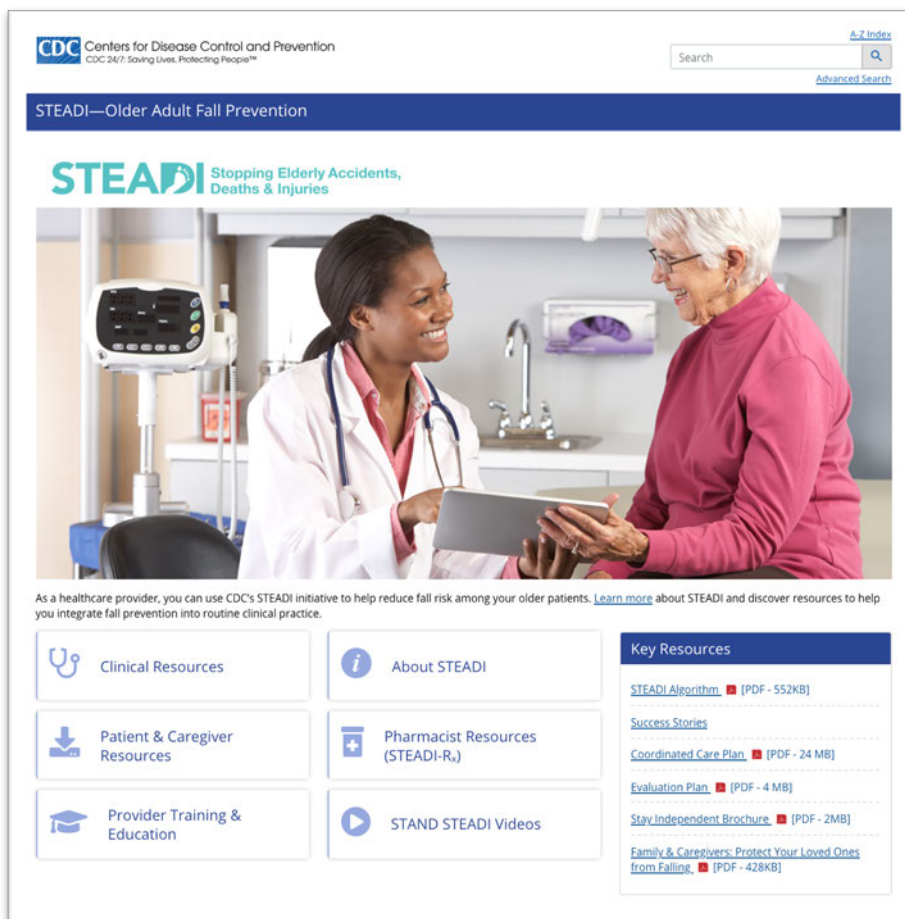 A-Z Index
CDC Centers for Disease Control and Prevention
CDC 24/7: Saving Lives. Protecting People™
Search
Advanced Search
STEADI—Older Adult Fall Prevention
STEADI Stopping Elderly Accidents,
Deaths & Injuries
As a healthcare provider, you can use CDC's STEADI initiative to help reduce fall risk among your older patients. Learn more about STEADI and discover resources to help
you integrate fall prevention into routine clinical practice.
Clinical Resources
About STEADI
Patient & Caregiver
Resources
Pharmacist Resources
(STEADI-Rₓ)
Provider Training &
Education
STAND STEADI Videos
Key Resources
STEADI Algorithm [PDF - 552KB]
Success Stories
Coordinated Care Plan [PDF - 24 MB]
Evaluation Plan [PDF - 4 MB]
Stay Independent Brochure [PDF - 2MB]
Family & Caregivers: Protect Your Loved Ones
from Falling [PDF - 428KB]